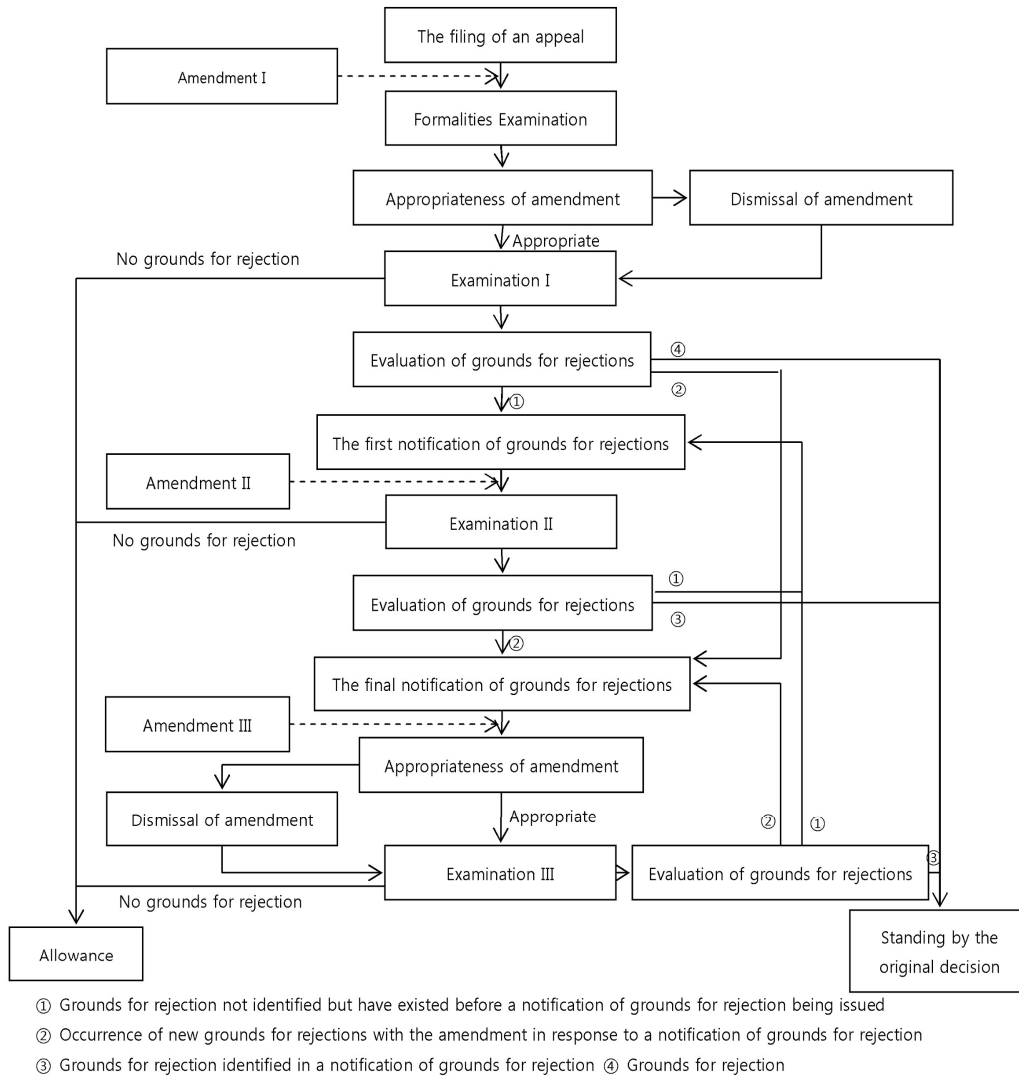 The filing of an appeal
Amendment I
Formalities Examination
Appropriateness of amendment
Dismissal of amendment
Appropriate
No grounds for rejection
Examination I
Evaluation of grounds for rejections
④
②
①
The first notification of grounds for rejections
Amendment II
Examination II
No grounds for rejection
①
Evaluation of grounds for rejections
③
②
The final notification of grounds for rejections
Amendment III
Appropriateness of amendment
Dismissal of amendment
Appropriate
②
①
③
Examination III
Evaluation of grounds for rejections
No grounds for rejection
Allowance
Standing by the
original decision
① Grounds for rejection not identified but have existed before a notification of grounds for rejection being issued
② Occurrence of new grounds for rejections with the amendment in response to a notification of grounds for rejection
③ Grounds for rejection identified in a notification of grounds for rejection ④ Grounds for rejection